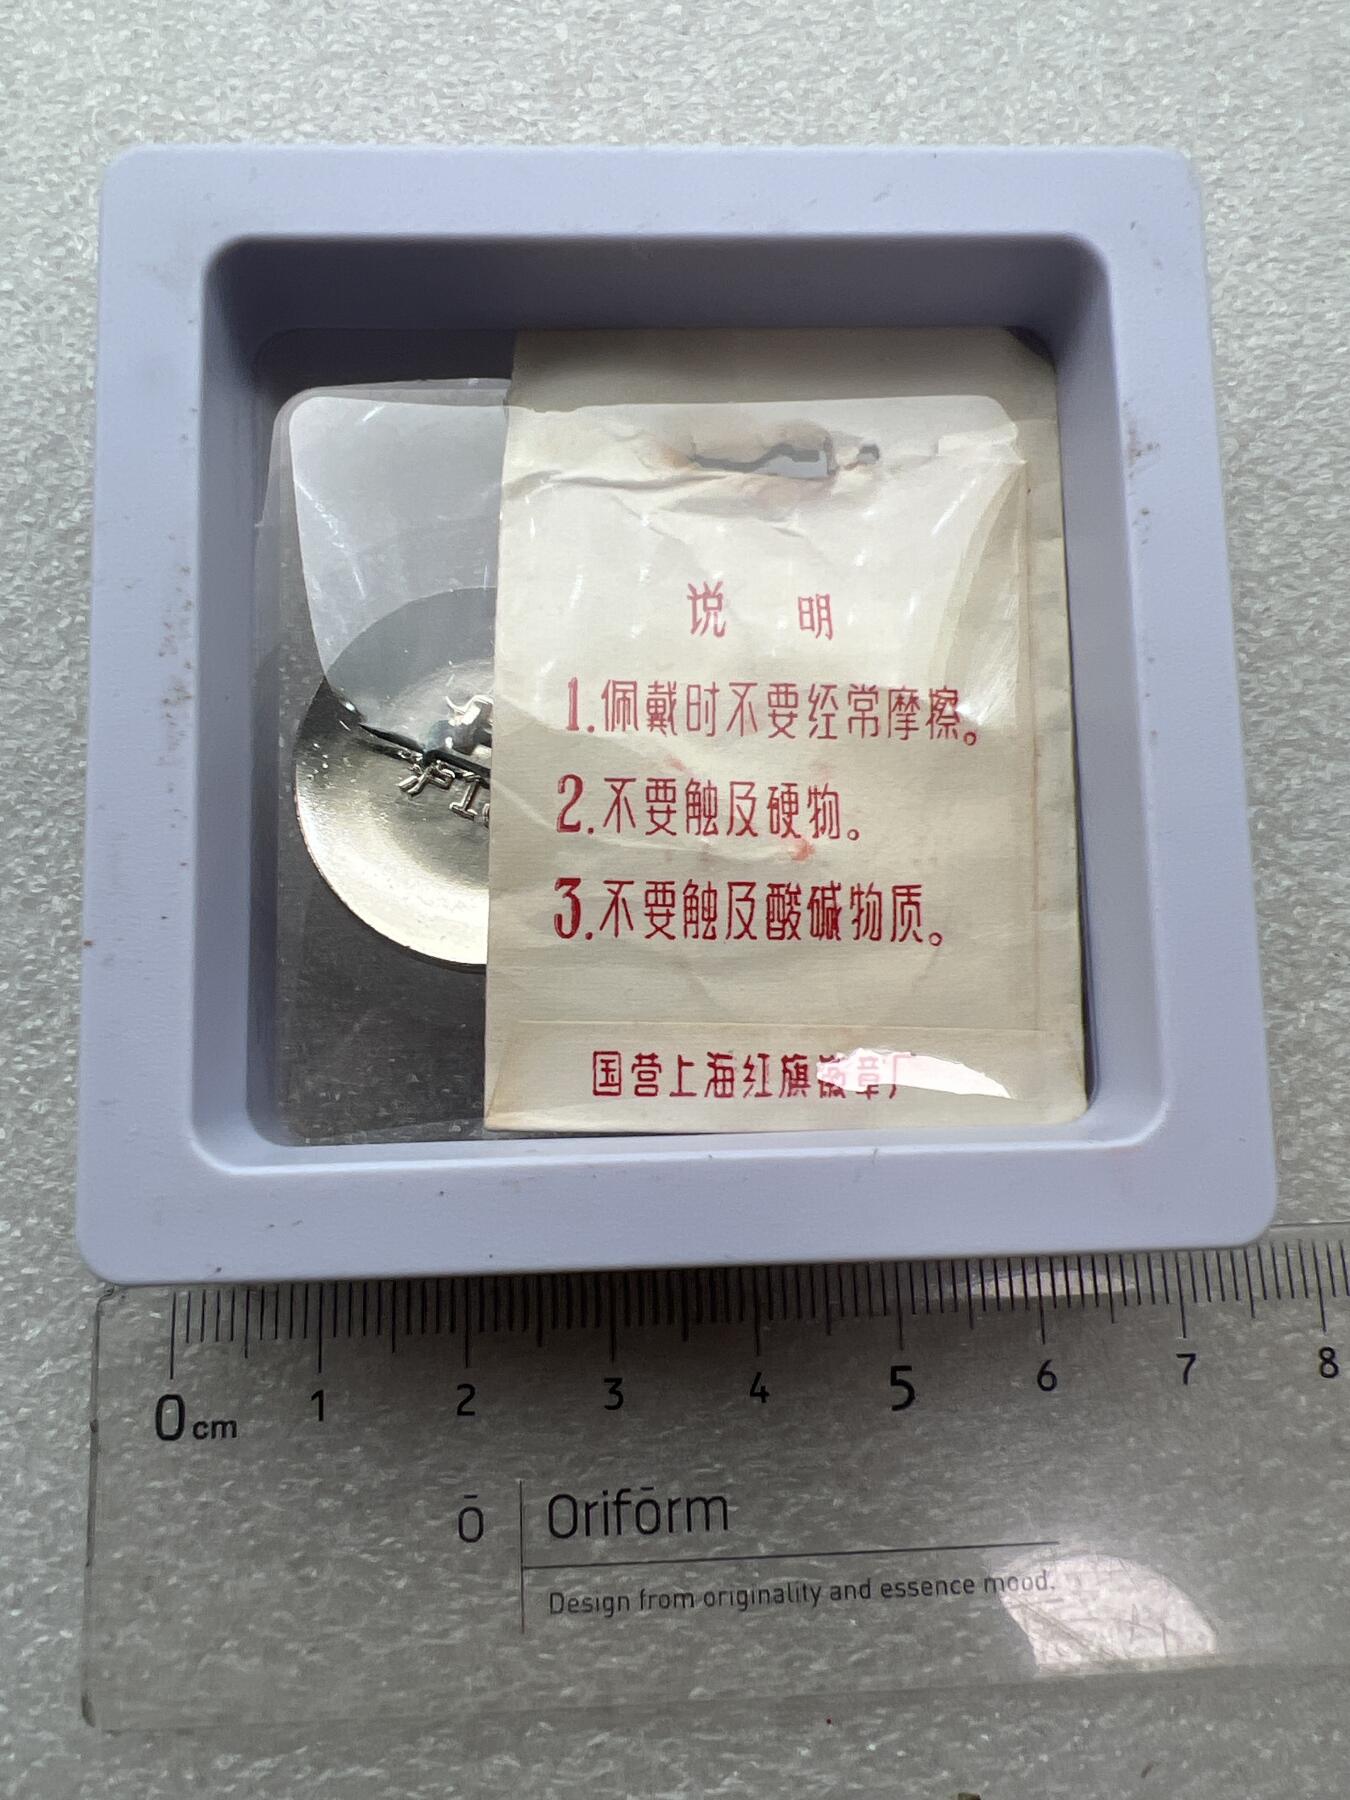 说 明
1.佩戴时不要经常摩擦。
2.不要触及硬物。
3.不要触及酸碱物质。
国营上海红旗徽章厂
沪工
0cm 1 2 3 4 5 6 7 8
ō Orifōrm
Design from originality and essence mood.